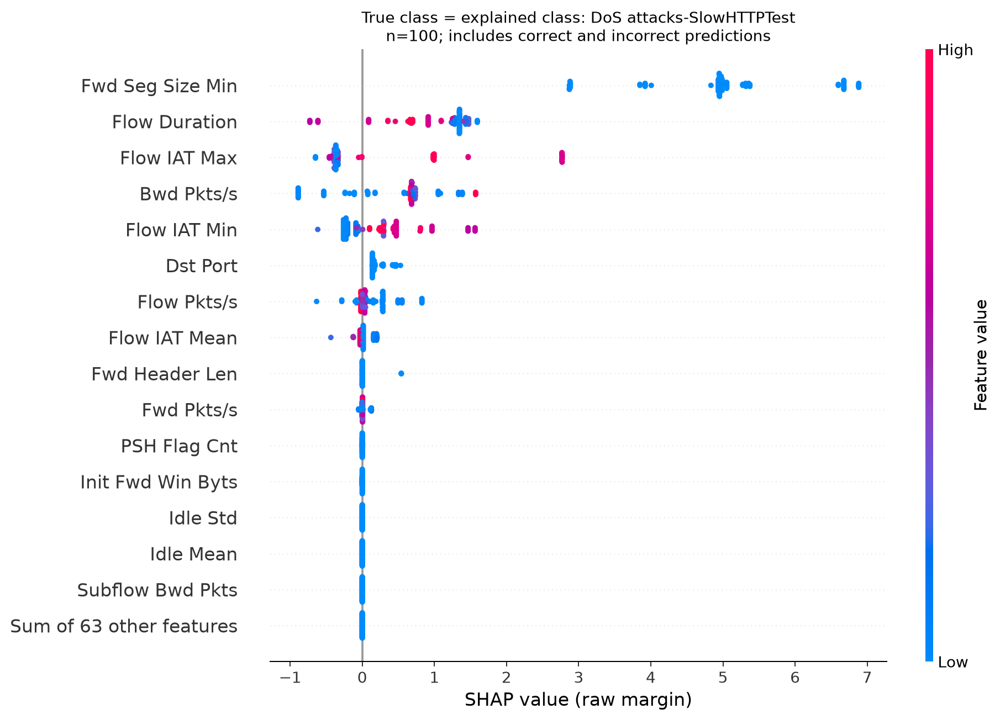 True class = explained class: DoS attacks-SlowHTTPTest
n=100; includes correct and incorrect predictions
High
Fwd Seg Size Min
Flow Duration
Flow IAT Max
Bwd Pkts/s
Flow IAT Min
Dst Port
Flow Pkts/s
Flow IAT Mean
Fwd Header Len
Fwd Pkts/s
PSH Flag Cnt
Init Fwd Win Byts
Idle Std
Idle Mean
Subflow Bwd Pkts
Sum of 63 other features
Feature value
Low
−1 0 1 2 3 4 5 6 7
SHAP value (raw margin)